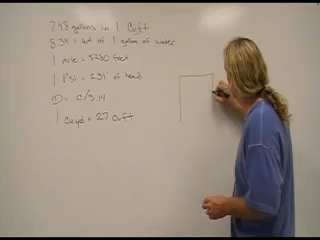 7.48 gallons in 1 Cuft
8.34 = wt of 1 gallon of water
1 mile = 5280 feet
1 Psi = 2.31' of head
D = C/3.14
1 Cuyd = 27 Cuft